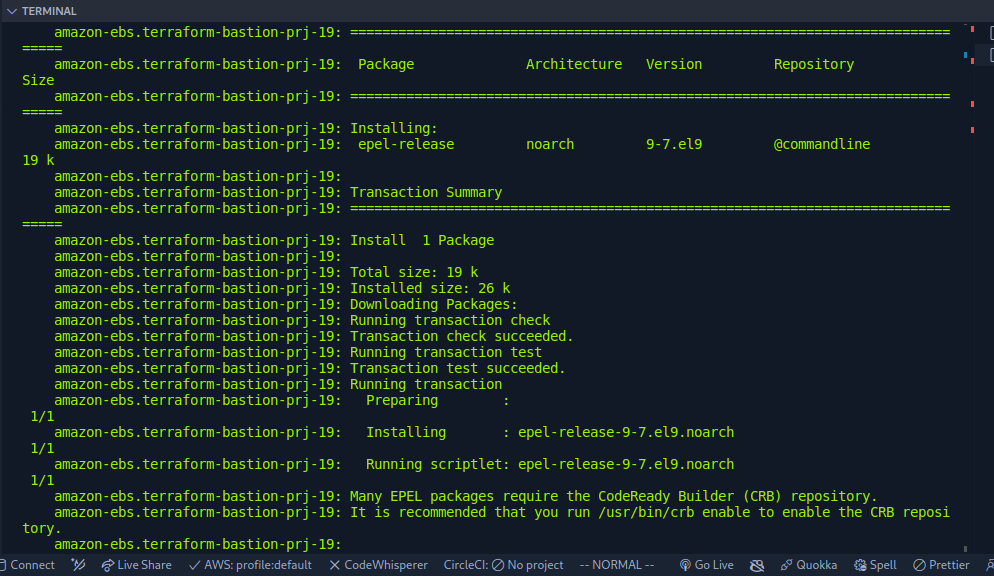 TERMINAL
amazon-ebs.terraform-bastion-prj-19: ===========================================================================
=====
amazon-ebs.terraform-bastion-prj-19:  Package              Architecture   Version         Repository
Size
amazon-ebs.terraform-bastion-prj-19: ===========================================================================
=====
amazon-ebs.terraform-bastion-prj-19: Installing:
amazon-ebs.terraform-bastion-prj-19:  epel-release         noarch         9-7.el9         @commandline
19 k
amazon-ebs.terraform-bastion-prj-19:
amazon-ebs.terraform-bastion-prj-19: Transaction Summary
amazon-ebs.terraform-bastion-prj-19: ===========================================================================
=====
amazon-ebs.terraform-bastion-prj-19: Install  1 Package
amazon-ebs.terraform-bastion-prj-19:
amazon-ebs.terraform-bastion-prj-19: Total size: 19 k
amazon-ebs.terraform-bastion-prj-19: Installed size: 26 k
amazon-ebs.terraform-bastion-prj-19: Downloading Packages:
amazon-ebs.terraform-bastion-prj-19: Running transaction check
amazon-ebs.terraform-bastion-prj-19: Transaction check succeeded.
amazon-ebs.terraform-bastion-prj-19: Running transaction test
amazon-ebs.terraform-bastion-prj-19: Transaction test succeeded.
amazon-ebs.terraform-bastion-prj-19: Running transaction
amazon-ebs.terraform-bastion-prj-19:   Preparing        :
1/1
amazon-ebs.terraform-bastion-prj-19:   Installing       : epel-release-9-7.el9.noarch
1/1
amazon-ebs.terraform-bastion-prj-19:   Running scriptlet: epel-release-9-7.el9.noarch
1/1
amazon-ebs.terraform-bastion-prj-19: Many EPEL packages require the CodeReady Builder (CRB) repository.
amazon-ebs.terraform-bastion-prj-19: It is recommended that you run /usr/bin/crb enable to enable the CRB reposi
tory.
amazon-ebs.terraform-bastion-prj-19:
Connect Live Share AWS: profile:default CodeWhisperer CircleCI: No project -- NORMAL -- Go Live Quokka Spell Prettier